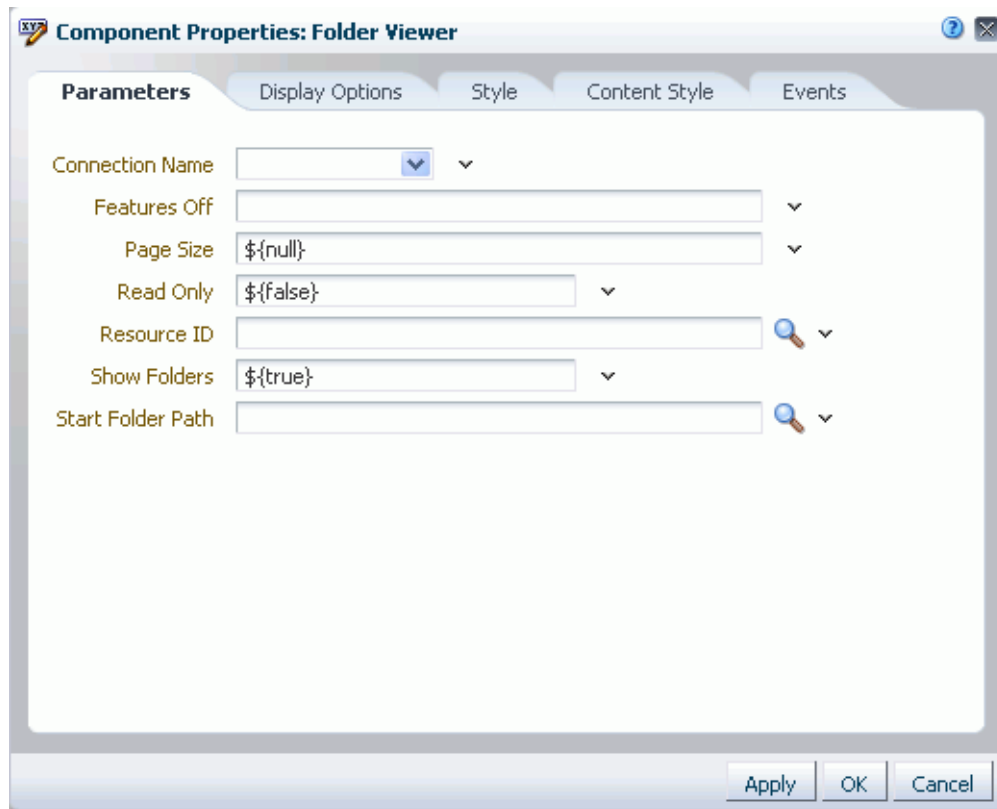 Component Properties: Folder Viewer
Parameters Display Options Style Content Style Events
Connection Name
Features Off
Page Size ${null}
Read Only ${false}
Resource ID
Show Folders ${true}
Start Folder Path
Apply OK Cancel